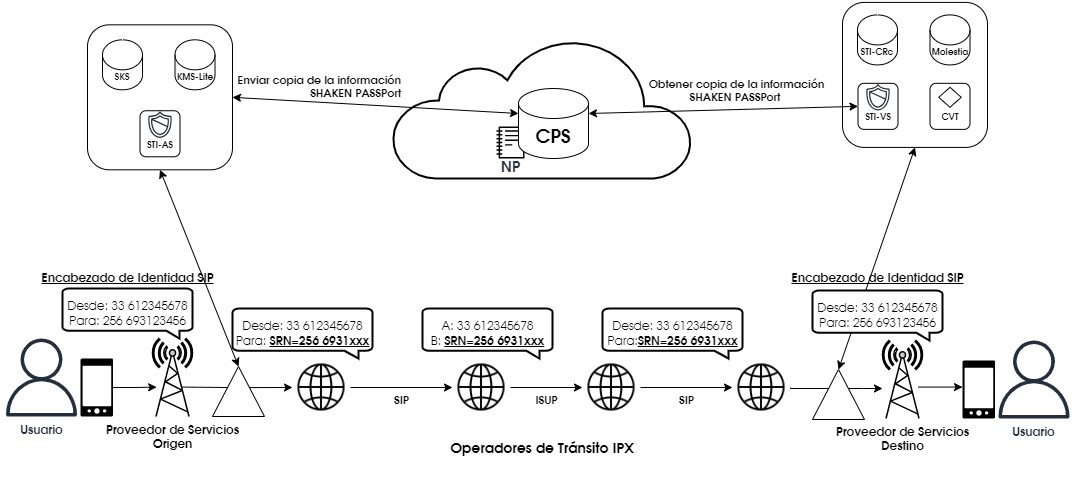 SKS
KMS-Lite
STI-AS
Enviar copia de la información
SHAKEN PASSPort
CPS
NP
Obtener copia de la información
SHAKEN PASSPort
STI-CRc
Molestia
STI-VS
CVT
Encabezado de Identidad SIP
Desde: 33 612345678
Para: 256 693123456
Desde: 33 612345678
Para: SRN=256 6931xxx
A: 33 612345678
B: SRN=256 6931xxx
Desde: 33 612345678
Para:SRN=256 6931xxx
Encabezado de Identidad SIP
Desde: 33 612345678
Para: 256 693123456
SIP
ISUP
SIP
Usuario
Proveedor de Servicios
Origen
Operadores de Tránsito IPX
Proveedor de Servicios
Destino
Usuario